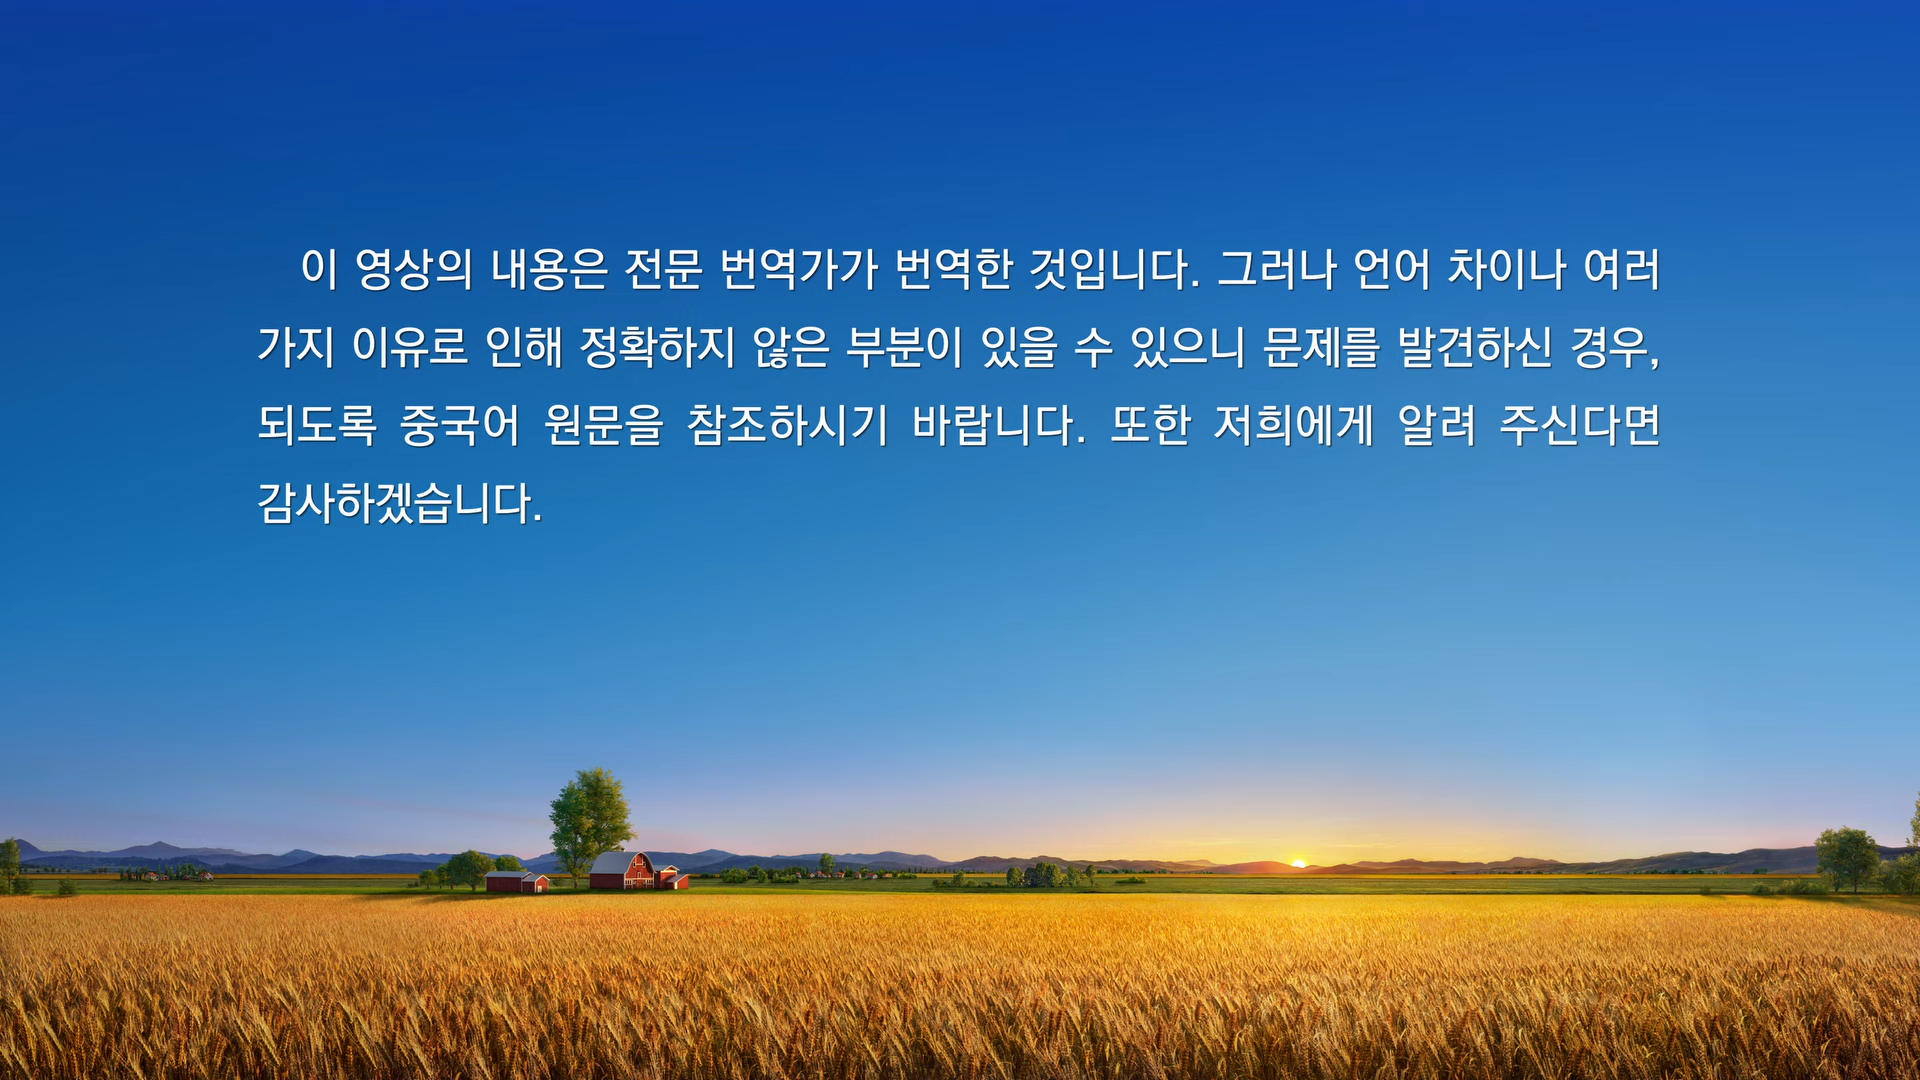 이 영상의 내용은 전문 번역가가 번역한 것입니다. 그러나 언어 차이나 여러
가지 이유로 인해 정확하지 않은 부분이 있을 수 있으니 문제를 발견하신 경우,
되도록 중국어 원문을 참조하시기 바랍니다. 또한 저희에게 알려 주신다면
감사하겠습니다.